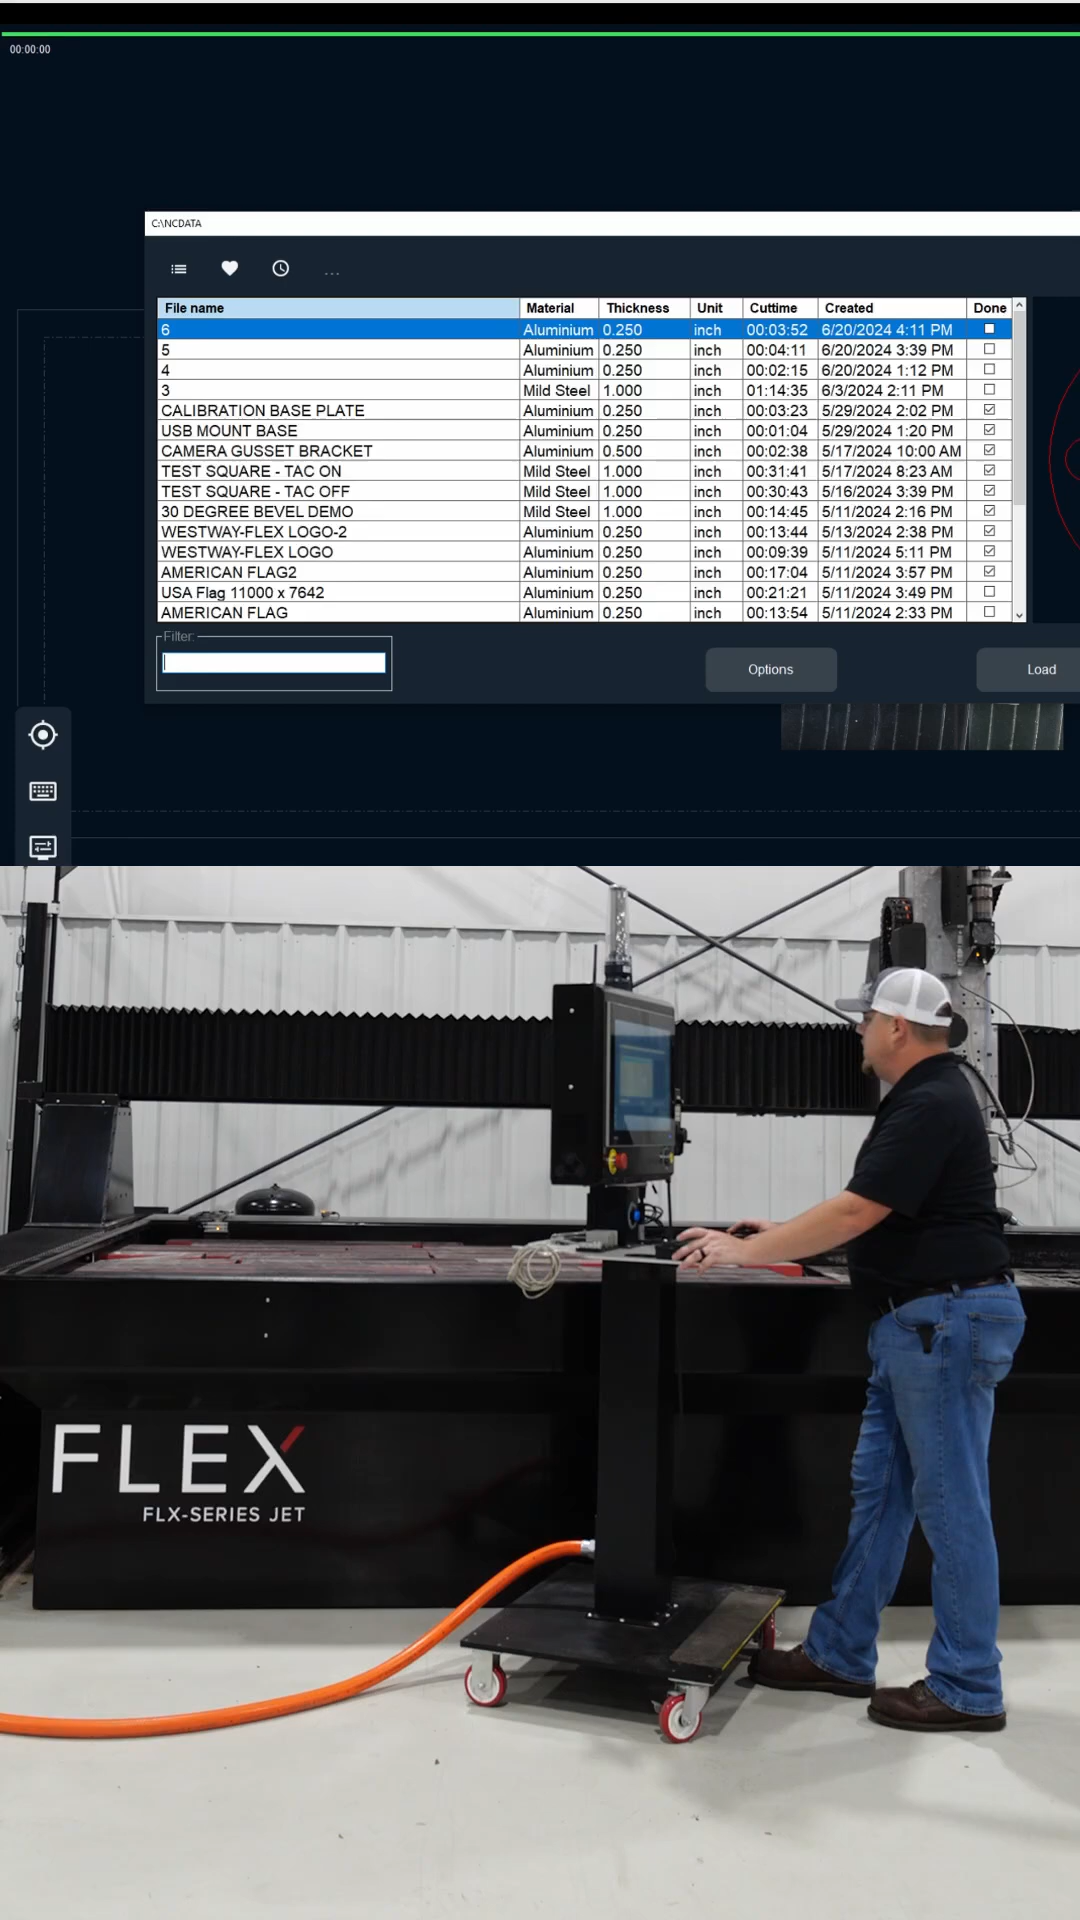 00:00:00
C:\NCDATA
...
File name Material Thickness Unit Cuttime Created Done
6 Aluminium 0.250 inch 00:03:52 6/20/2024 4:11 PM
5 Aluminium 0.250 inch 00:04:11 6/20/2024 3:39 PM
4 Aluminium 0.250 inch 00:02:15 6/20/2024 1:12 PM
3 Mild Steel 1.000 inch 01:14:35 6/3/2024 2:11 PM
CALIBRATION BASE PLATE Aluminium 0.250 inch 00:03:23 5/29/2024 2:02 PM
USB MOUNT BASE Aluminium 0.250 inch 00:01:04 5/29/2024 1:20 PM
CAMERA GUSSET BRACKET Aluminium 0.500 inch 00:02:38 5/17/2024 10:00 AM
TEST SQUARE - TAC ON Mild Steel 1.000 inch 00:31:41 5/17/2024 8:23 AM
TEST SQUARE - TAC OFF Mild Steel 1.000 inch 00:30:43 5/16/2024 3:39 PM
30 DEGREE BEVEL DEMO Mild Steel 1.000 inch 00:14:45 5/11/2024 2:16 PM
WESTWAY-FLEX LOGO-2 Aluminium 0.250 inch 00:13:44 5/13/2024 2:38 PM
WESTWAY-FLEX LOGO Aluminium 0.250 inch 00:09:39 5/11/2024 5:11 PM
AMERICAN FLAG2 Aluminium 0.250 inch 00:17:04 5/11/2024 3:57 PM
USA Flag 11000 x 7642 Aluminium 0.250 inch 00:21:21 5/11/2024 3:49 PM
AMERICAN FLAG Aluminium 0.250 inch 00:13:54 5/11/2024 2:33 PM
Filter:
Options
Load
FLEX
FLX-SERIES JET